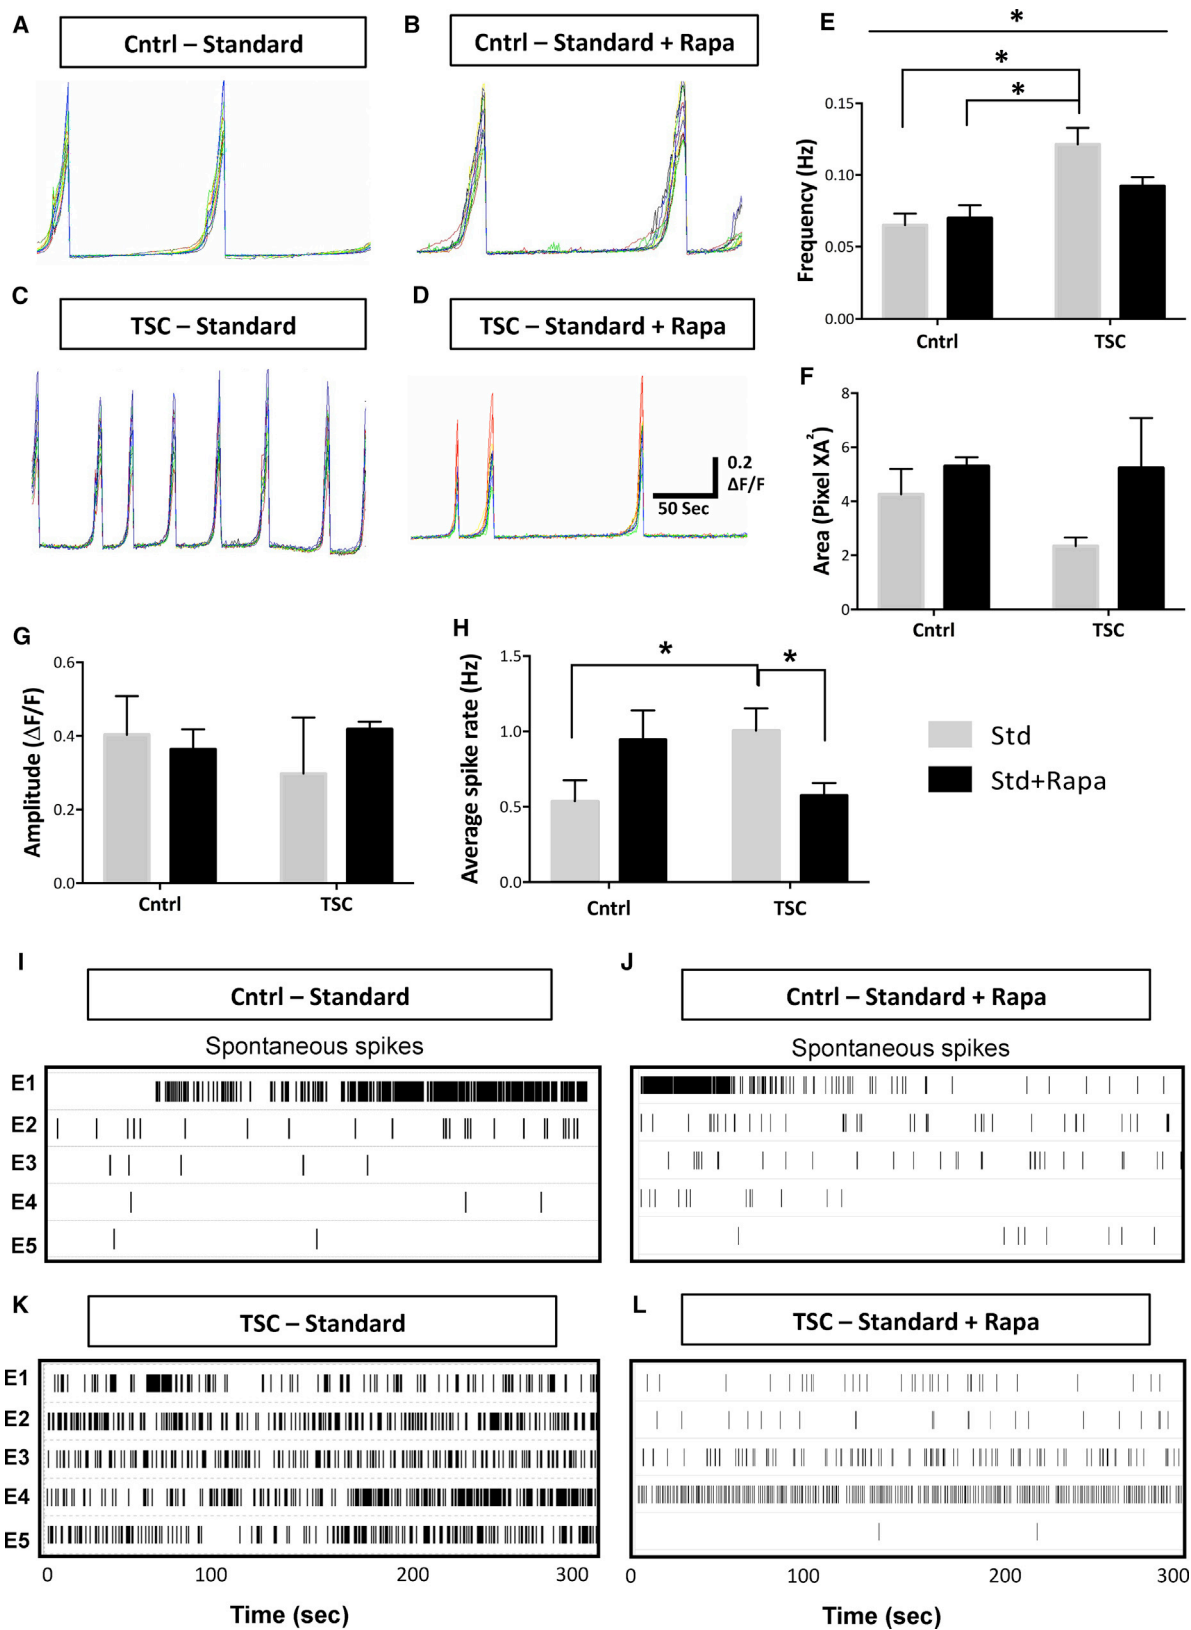 A
Cntrl – Standard
B
Cntrl – Standard + Rapa
C
TSC – Standard
D
TSC – Standard + Rapa
0.2
ΔF/F
50 Sec
E
*
*
*
Frequency (Hz)
0.15
0.10
0.05
0.00
Cntrl
TSC
F
Area (Pixel XA²)
8
6
4
2
0
Cntrl
TSC
G
Amplitude (ΔF/F)
0.6
0.4
0.2
0.0
Cntrl
TSC
H
Average spike rate (Hz)
1.5
1.0
0.5
0.0
*
*
Cntrl
TSC
Std
Std+Rapa
I
Cntrl – Standard
Spontaneous spikes
E1
E2
E3
E4
E5
J
Cntrl – Standard + Rapa
Spontaneous spikes
K
TSC – Standard
E1
E2
E3
E4
E5
0 100 200 300
Time (sec)
L
TSC – Standard + Rapa
0 100 200 300
Time (sec)